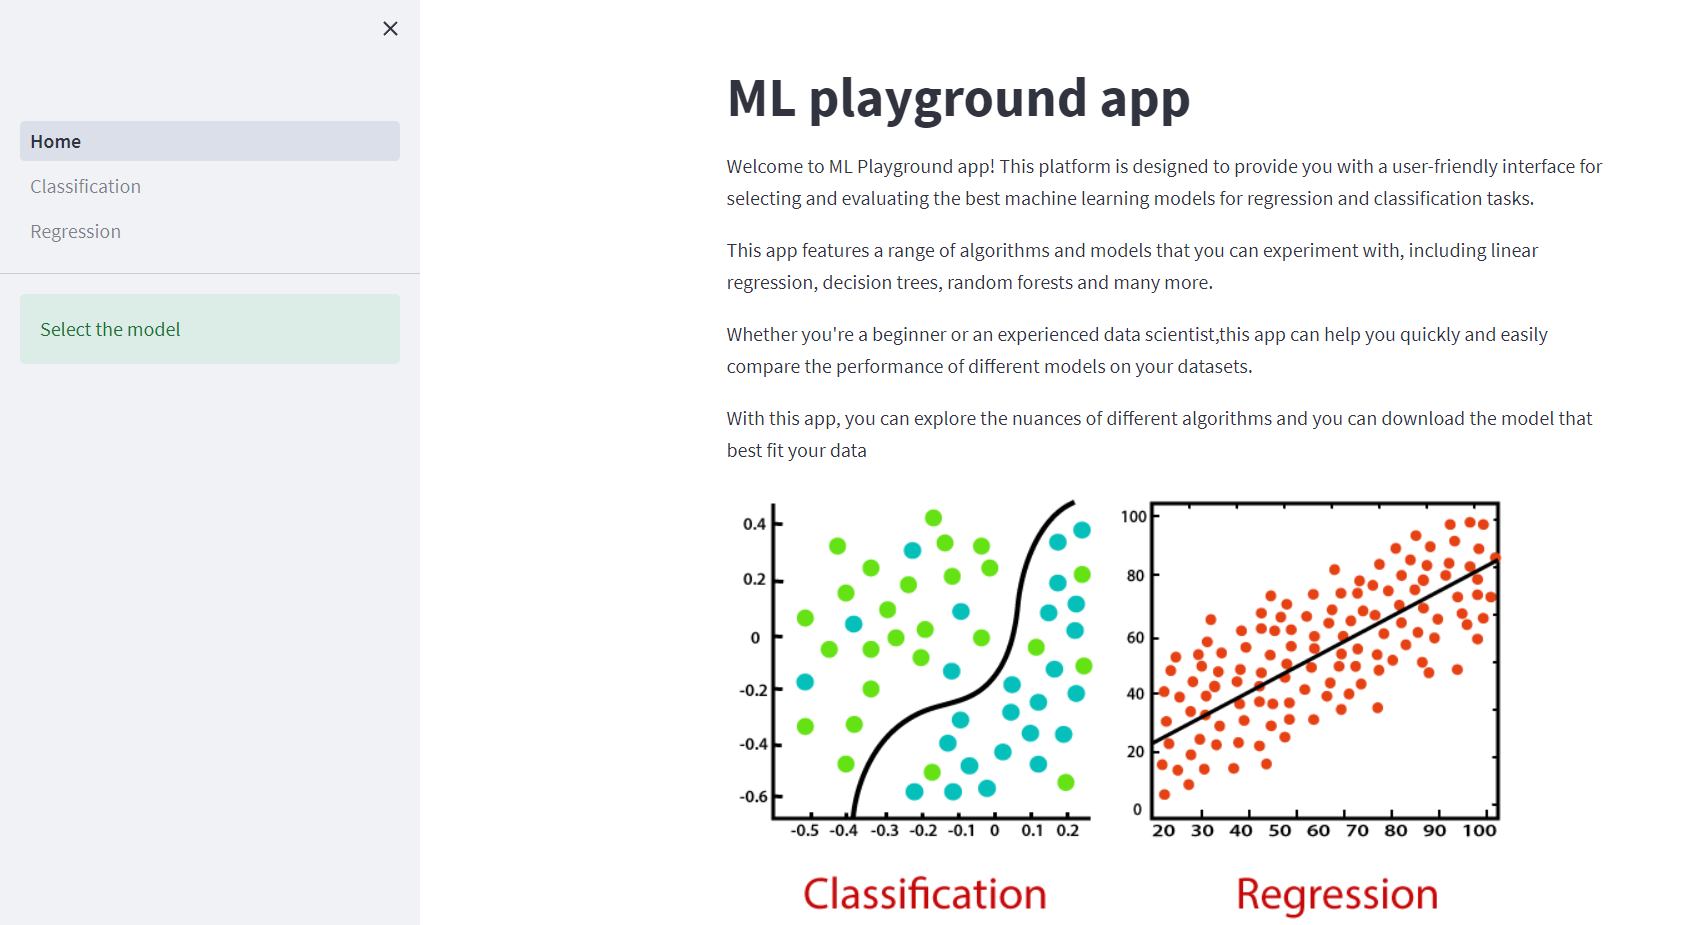 Home
Classification
Regression
Select the model
ML playground app
Welcome to ML Playground app! This platform is designed to provide you with a user-friendly interface for
selecting and evaluating the best machine learning models for regression and classification tasks.
This app features a range of algorithms and models that you can experiment with, including linear
regression, decision trees, random forests and many more.
Whether you're a beginner or an experienced data scientist,this app can help you quickly and easily
compare the performance of different models on your datasets.
With this app, you can explore the nuances of different algorithms and you can download the model that
best fit your data
0.4
0.2
0
-0.2
-0.4
-0.6
-0.5 -0.4 -0.3 -0.2 -0.1 0 0.1 0.2
Classification
100
80
60
40
20
0
20 30 40 50 60 70 80 90 100
Regression